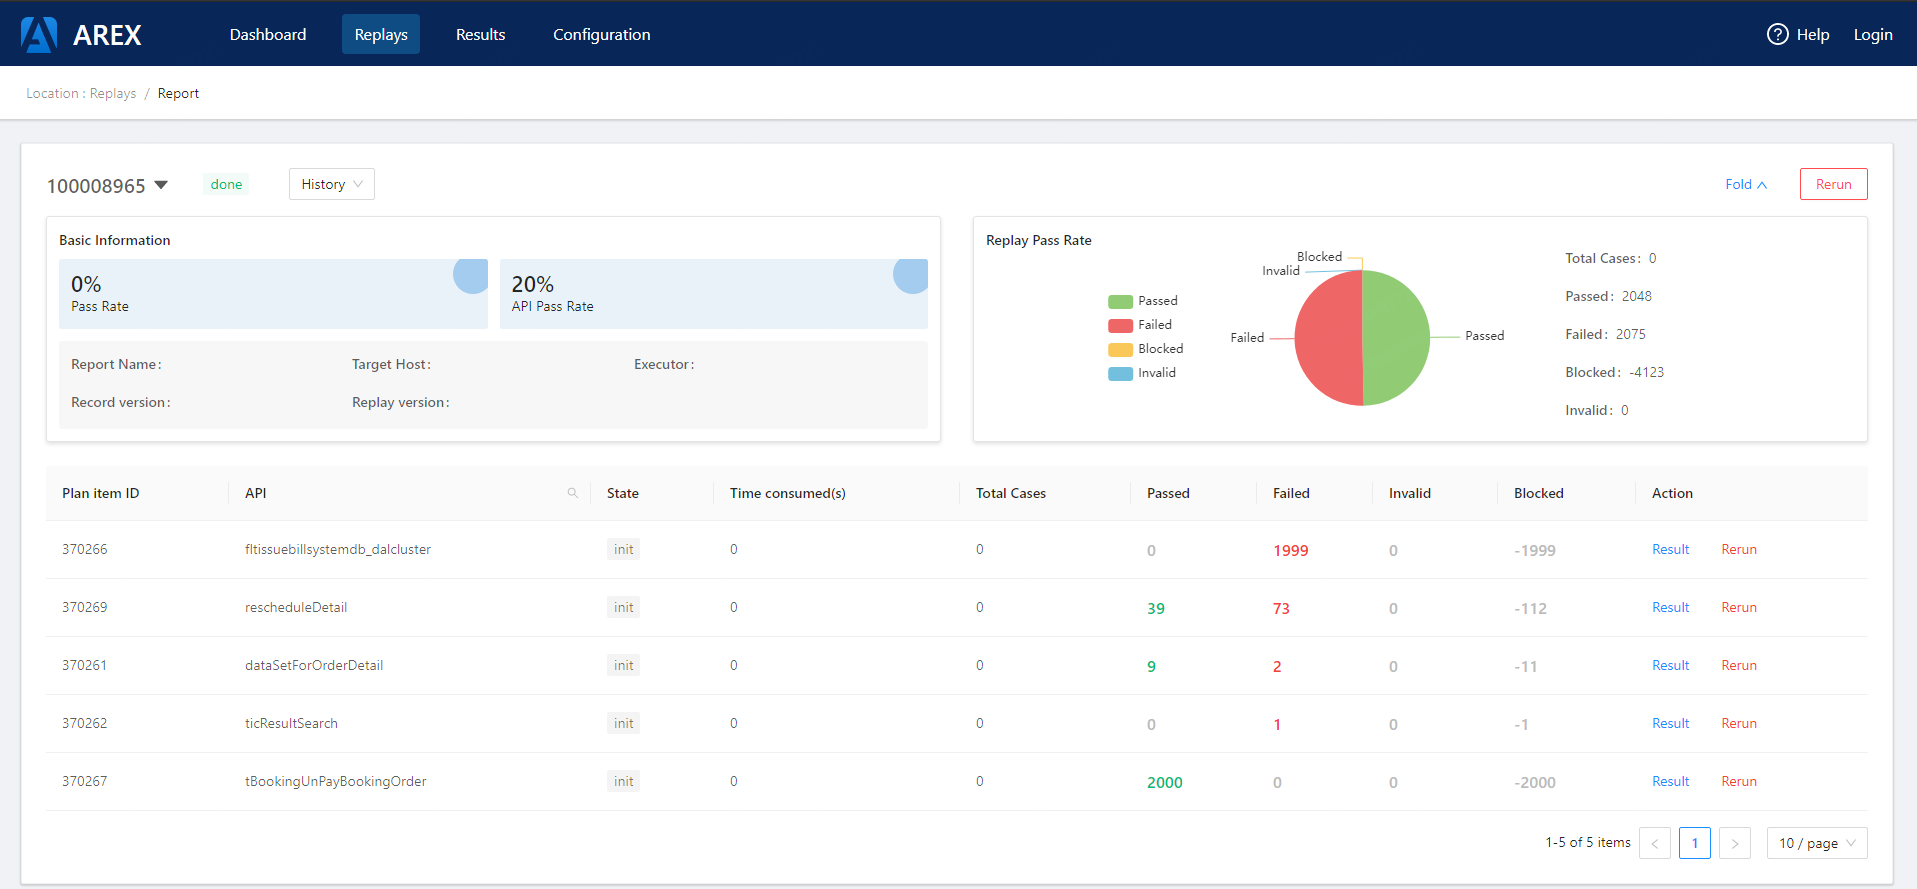 AREX Dashboard Replays Results Configuration Help Login
Location : Replays / Report
100008965 done History Fold Rerun
Basic Information
0%
Pass Rate
20%
API Pass Rate
Report Name: Target Host: Executor:
Record version: Replay version:
Replay Pass Rate
Passed
Failed
Blocked
Invalid
Blocked
Invalid
Failed
Passed
Total Cases: 0
Passed: 2048
Failed: 2075
Blocked: -4123
Invalid: 0
Plan item ID API State Time consumed(s) Total Cases Passed Failed Invalid Blocked Action
370266 fltissuebillsystemdb_dalcluster init 0 0 0 1999 0 -1999 Result Rerun
370269 rescheduleDetail init 0 0 39 73 0 -112 Result Rerun
370261 dataSetForOrderDetail init 0 0 9 2 0 -11 Result Rerun
370262 ticResultSearch init 0 0 0 1 0 -1 Result Rerun
370267 tBookingUnPayBookingOrder init 0 0 2000 0 0 -2000 Result Rerun
1-5 of 5 items < 1 > 10 / page